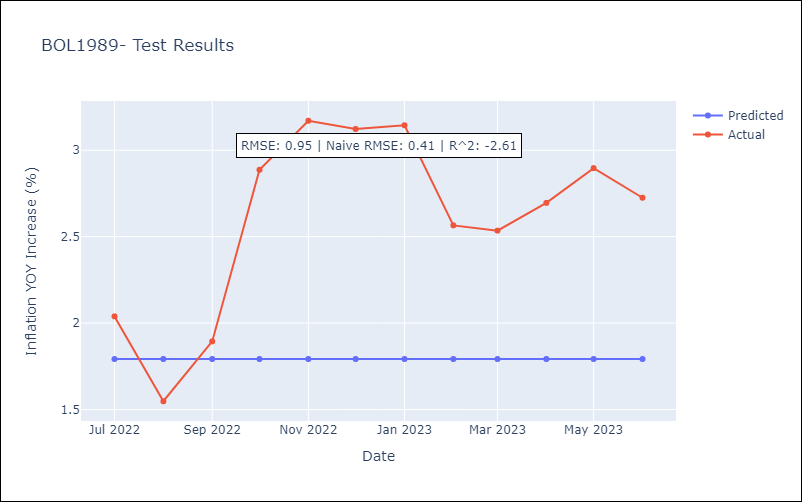 BOL1989- Test Results
Predicted
Actual
RMSE: 0.95 | Naive RMSE: 0.41 | R^2: -2.61
Inflation YOY Increase (%)
3
2.5
2
1.5
Jul 2022 Sep 2022 Nov 2022 Jan 2023 Mar 2023 May 2023
Date